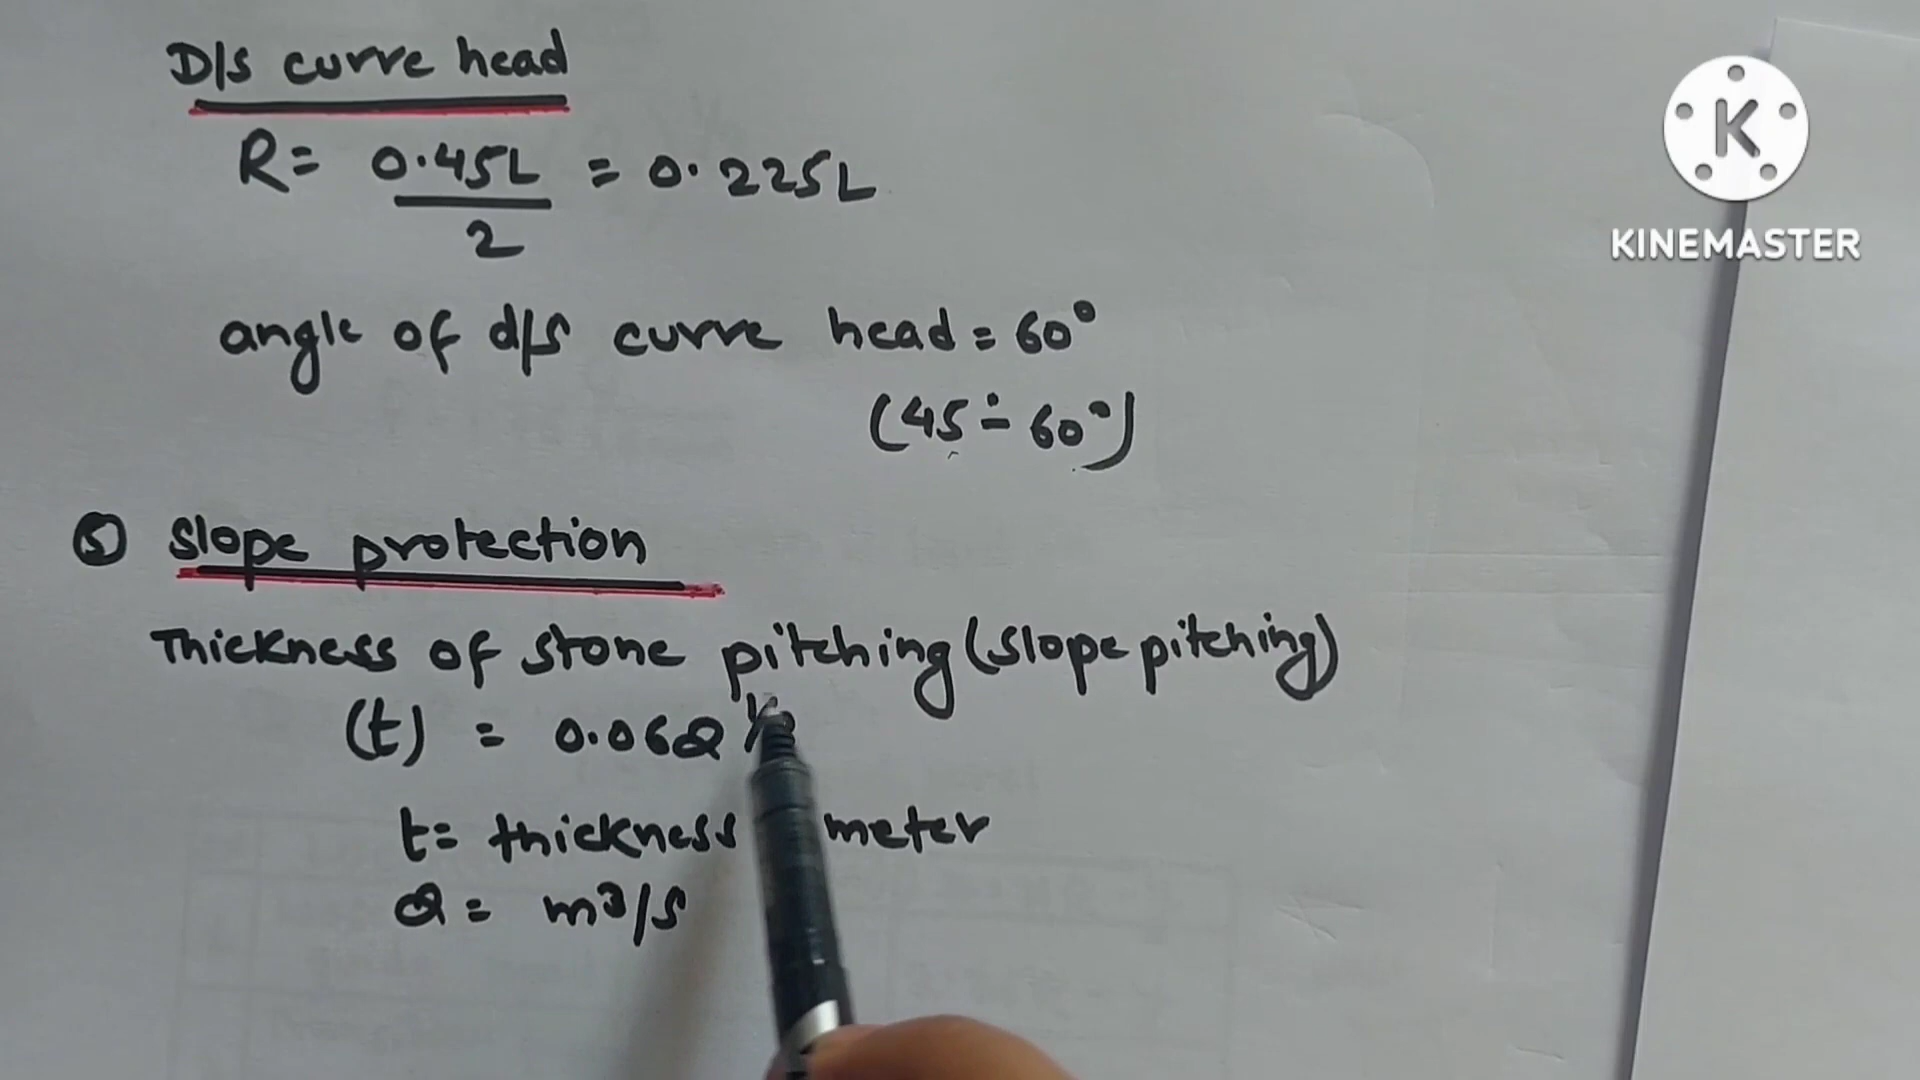 D/s curve head
R = 0.45L / 2 = 0.225L
angle of d/s curve head = 60°
(45° - 60°)
⑤ Slope protection
Thickness of stone pitching (slope pitching)
(t) = 0.06Q
t = thickness meter
Q = m³/s
K
KINEMASTER